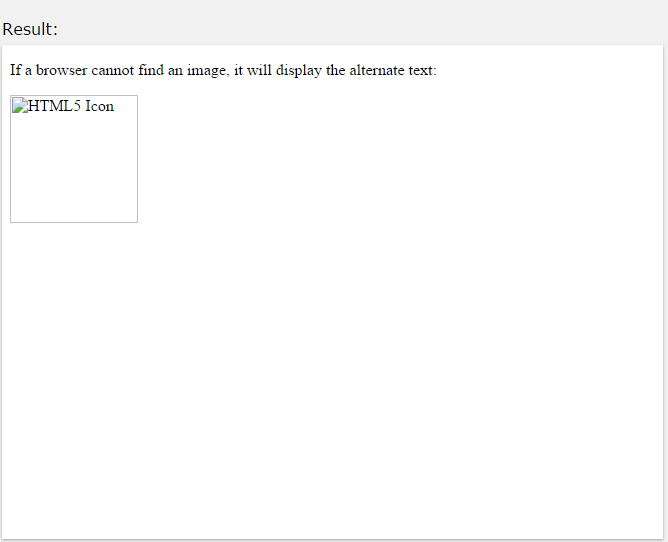 Result:
If a browser cannot find an image, it will display the alternate text:
HTML5 Icon